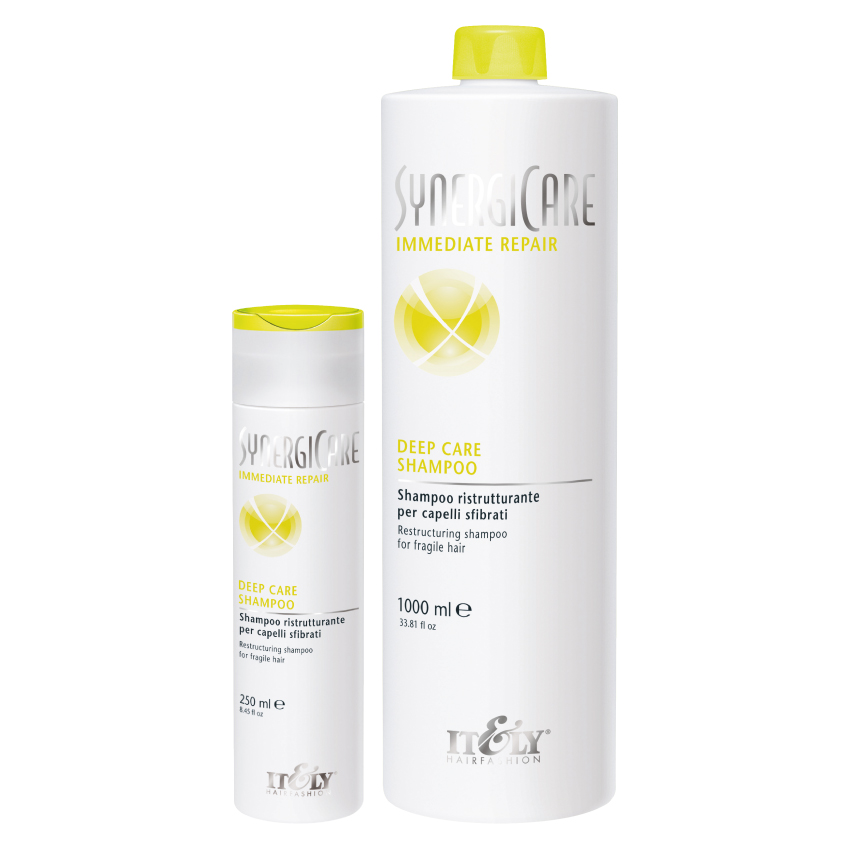 SYNERGICARE
IMMEDIATE REPAIR
DEEP CARE
SHAMPOO
Shampoo ristrutturante
per capelli sfibrati
Restructuring shampoo
for fragile hair
250 ml ℮
8.45 fl oz
IT&LY
HAIRFASHION
SYNERGICARE
IMMEDIATE REPAIR
DEEP CARE
SHAMPOO
Shampoo ristrutturante
per capelli sfibrati
Restructuring shampoo
for fragile hair
1000 ml ℮
33.81 fl oz
IT&LY®
HAIRFASHION